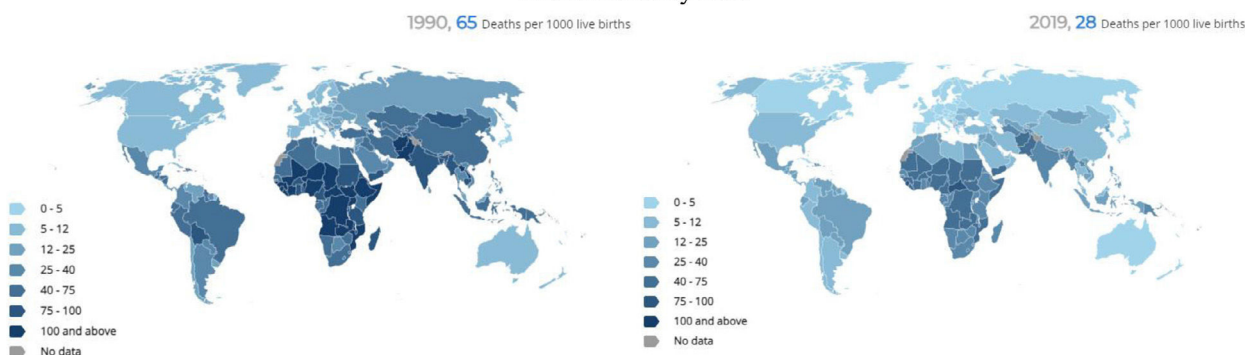 1990, 65 Deaths per 1000 live births
0 - 5
5 - 12
12 - 25
25 - 40
40 - 75
75 - 100
100 and above
No data
2019, 28 Deaths per 1000 live births
0 - 5
5 - 12
12 - 25
25 - 40
40 - 75
75 - 100
100 and above
No data